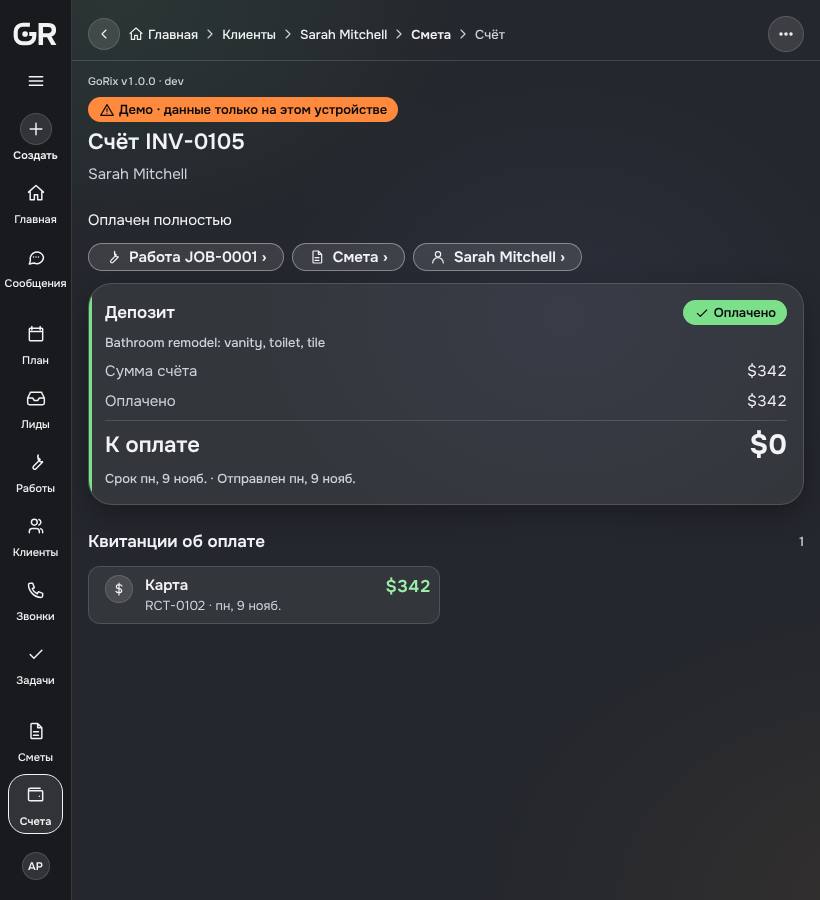 GR
Главная > Клиенты > Sarah Mitchell > Смета > Счёт
GoRix v1.0.0 · dev
Демо · данные только на этом устройстве
Счёт INV-0105
Sarah Mitchell
Оплачен полностью
Работа JOB-0001 ›
Смета ›
Sarah Mitchell ›
Депозит
Оплачено
Bathroom remodel: vanity, toilet, tile
Сумма счёта $342
Оплачено $342
К оплате $0
Срок пн, 9 нояб. · Отправлен пн, 9 нояб.
Квитанции об оплате 1
$ Карта $342
RCT-0102 · пн, 9 нояб.
Создать
Главная
Сообщения
План
Лиды
Работы
Клиенты
Звонки
Задачи
Сметы
Счета
AP